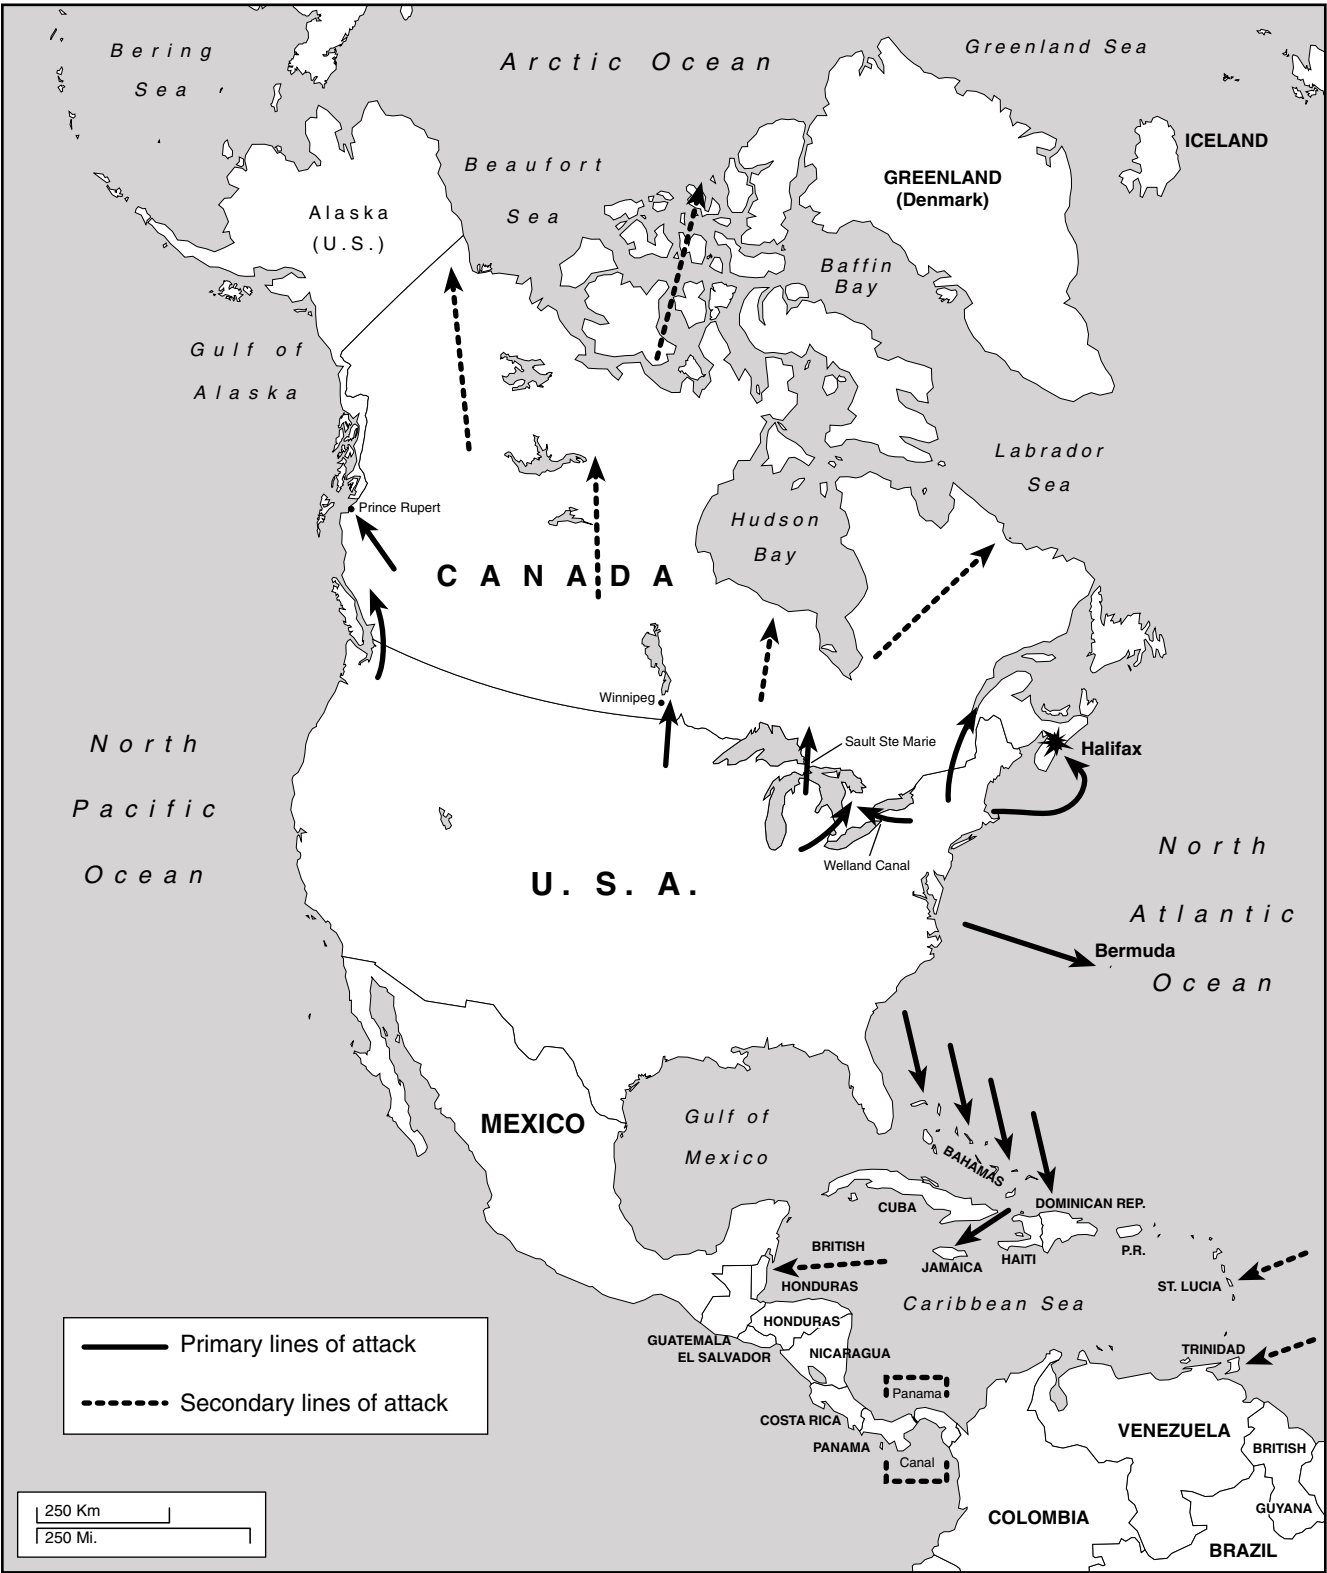 Bering
Sea
Arctic Ocean
Greenland Sea
ICELAND
Beaufort
Sea
GREENLAND
(Denmark)
Alaska
(U.S.)
Baffin
Bay
Gulf of
Alaska
Labrador
Sea
Prince Rupert
Hudson
Bay
CANADA
Winnipeg
Sault Ste Marie
Halifax
North
Pacific
Ocean
Welland Canal
U. S. A.
North
Atlantic
Ocean
Bermuda
MEXICO
Gulf of
Mexico
BAHAMAS
CUBA
DOMINICAN REP.
HAITI
JAMAICA
P.R.
BRITISH
HONDURAS
ST. LUCIA
Caribbean Sea
HONDURAS
GUATEMALA
EL SALVADOR
NICARAGUA
TRINIDAD
Panama
COSTA RICA
PANAMA
Canal
VENEZUELA
BRITISH
GUYANA
COLOMBIA
BRAZIL
Primary lines of attack
Secondary lines of attack
250 Km
250 Mi.